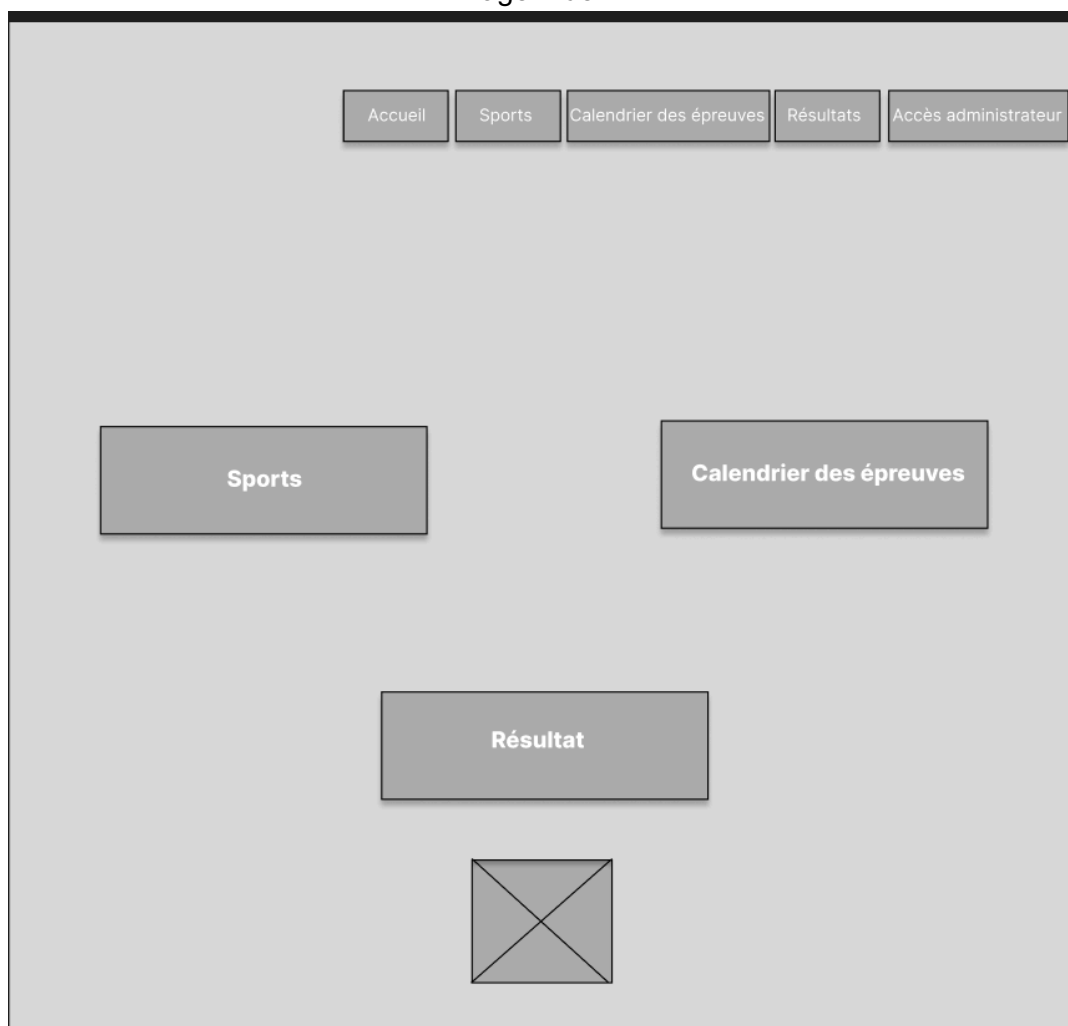 Accueil
Sports
Calendrier des épreuves
Résultats
Accès administrateur
Sports
Calendrier des épreuves
Résultat